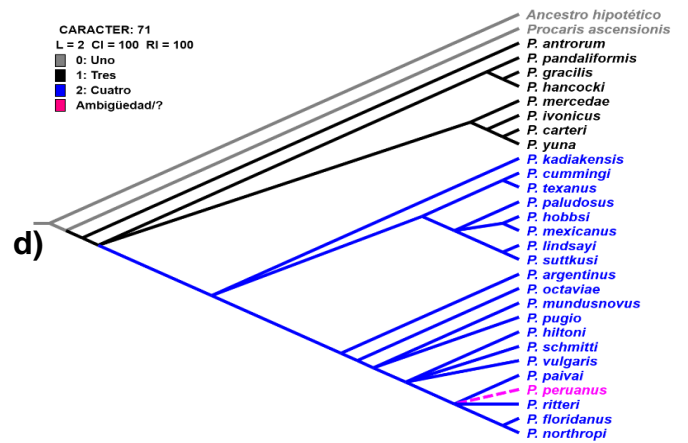 CARACTER: 71
L = 2 CI = 100 RI = 100
0: Uno
1: Tres
2: Cuatro
Ambigüedad/?
d)
Ancestro hipotético
Procaris ascensionis
P. antrorum
P. pandaliformis
P. gracilis
P. hancocki
P. mercedae
P. ivonicus
P. carteri
P. yuna
P. kadiakensis
P. cummingi
P. texanus
P. paludosus
P. hobbsi
P. mexicanus
P. lindsayi
P. suttkusi
P. argentinus
P. octaviae
P. mundusnovus
P. pugio
P. hiltoni
P. schmitti
P. vulgaris
P. paivai
P. peruanus
P. ritteri
P. floridanus
P. northropi